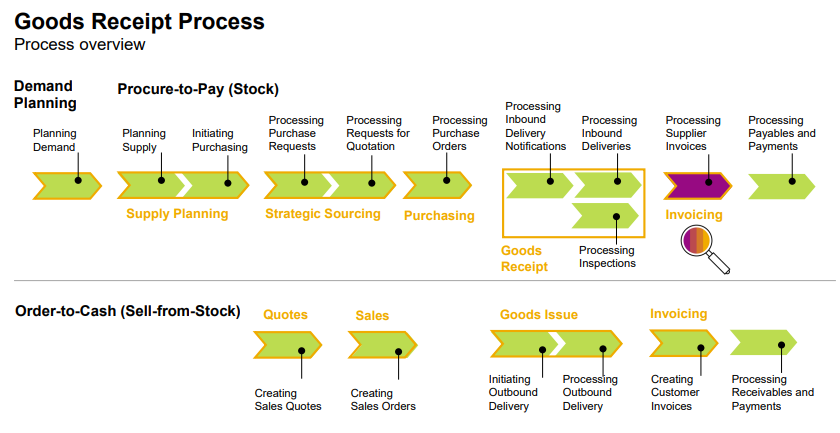 Goods Receipt Process
Process overview
Demand
Planning
Procure-to-Pay (Stock)
Planning
Demand
Planning
Supply
Initiating
Purchasing
Processing
Purchase
Requests
Processing
Requests for
Quotation
Processing
Purchase
Orders
Processing
Inbound
Delivery
Notifications
Processing
Inbound
Deliveries
Processing
Supplier
Invoices
Processing
Payables and
Payments
Supply Planning
Strategic Sourcing
Purchasing
Goods
Receipt
Processing
Inspections
Invoicing
Order-to-Cash (Sell-from-Stock)
Quotes
Sales
Goods Issue
Invoicing
Creating
Sales Quotes
Creating
Sales Orders
Initiating
Outbound
Delivery
Processing
Outbound
Delivery
Creating
Customer
Invoices
Processing
Receivables and
Payments